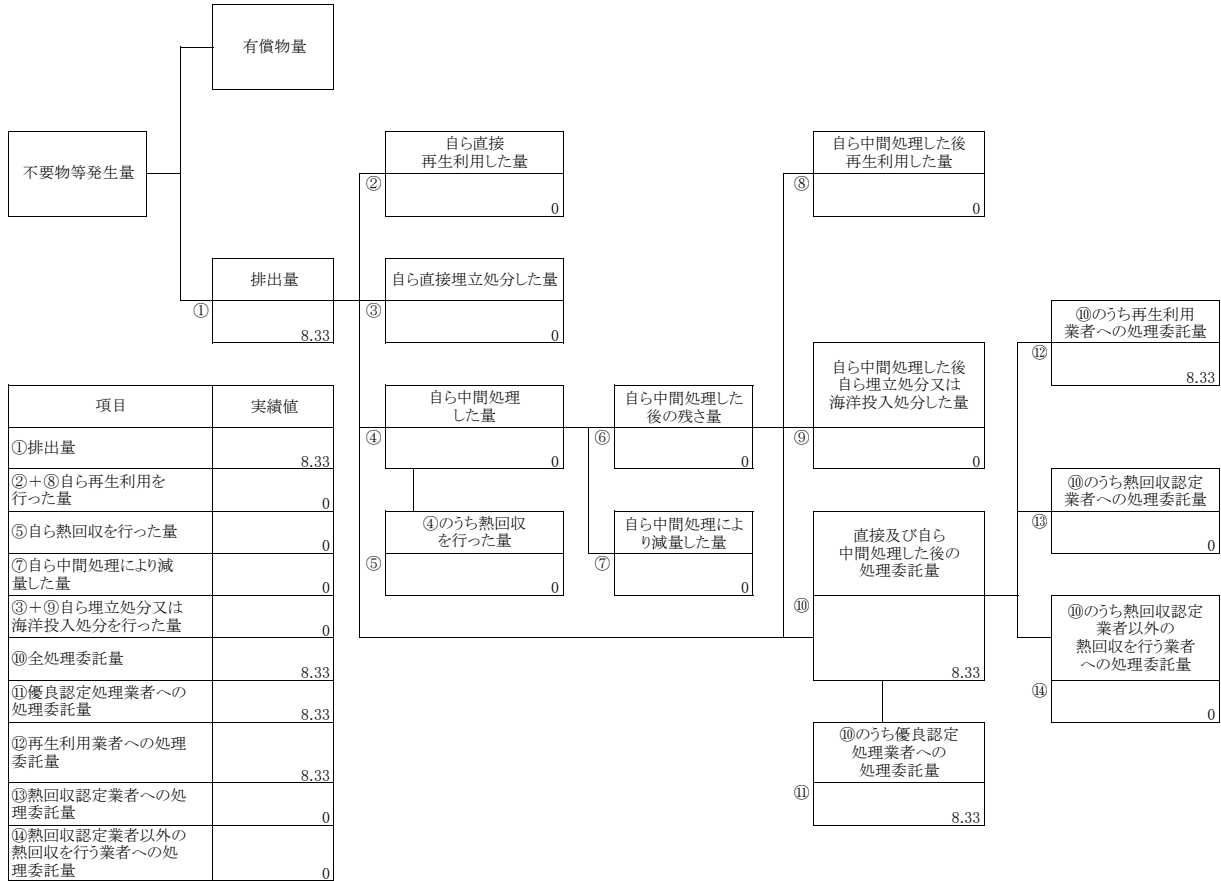 有償物量
不要物等発生量
排出量
①
8.33
自ら直接
再生利用した量
②
0
自ら直接埋立処分した量
③
0
自ら中間処理
した量
④
0
④のうち熱回収
を行った量
⑤
0
自ら中間処理した
後の残さ量
⑥
0
自ら中間処理によ
り減量した量
⑦
0
自ら中間処理した後
再生利用した量
⑧
0
自ら中間処理した後
自ら埋立処分又は
海洋投入処分した量
⑨
0
直接及び自ら
中間処理した後の
処理委託量
⑩
8.33
⑩のうち優良認定
処理業者への
処理委託量
⑪
8.33
⑩のうち再生利用
業者への処理委託量
⑫
8.33
⑩のうち熱回収認定
業者への処理委託量
⑬
0
⑩のうち熱回収認定
業者以外の
熱回収を行う業者
への処理委託量
⑭
0
項目 実績値
①排出量
8.33
②+⑧自ら再生利用を
行った量
0
⑤自ら熱回収を行った量
0
⑦自ら中間処理により減
量した量
0
③+⑨自ら埋立処分又は
海洋投入処分を行った量
0
⑩全処理委託量
8.33
⑪優良認定処理業者への
処理委託量
8.33
⑫再生利用業者への処理
委託量
8.33
⑬熱回収認定業者への処
理委託量
0
⑭熱回収認定業者以外の
熱回収を行う業者への処
理委託量
0